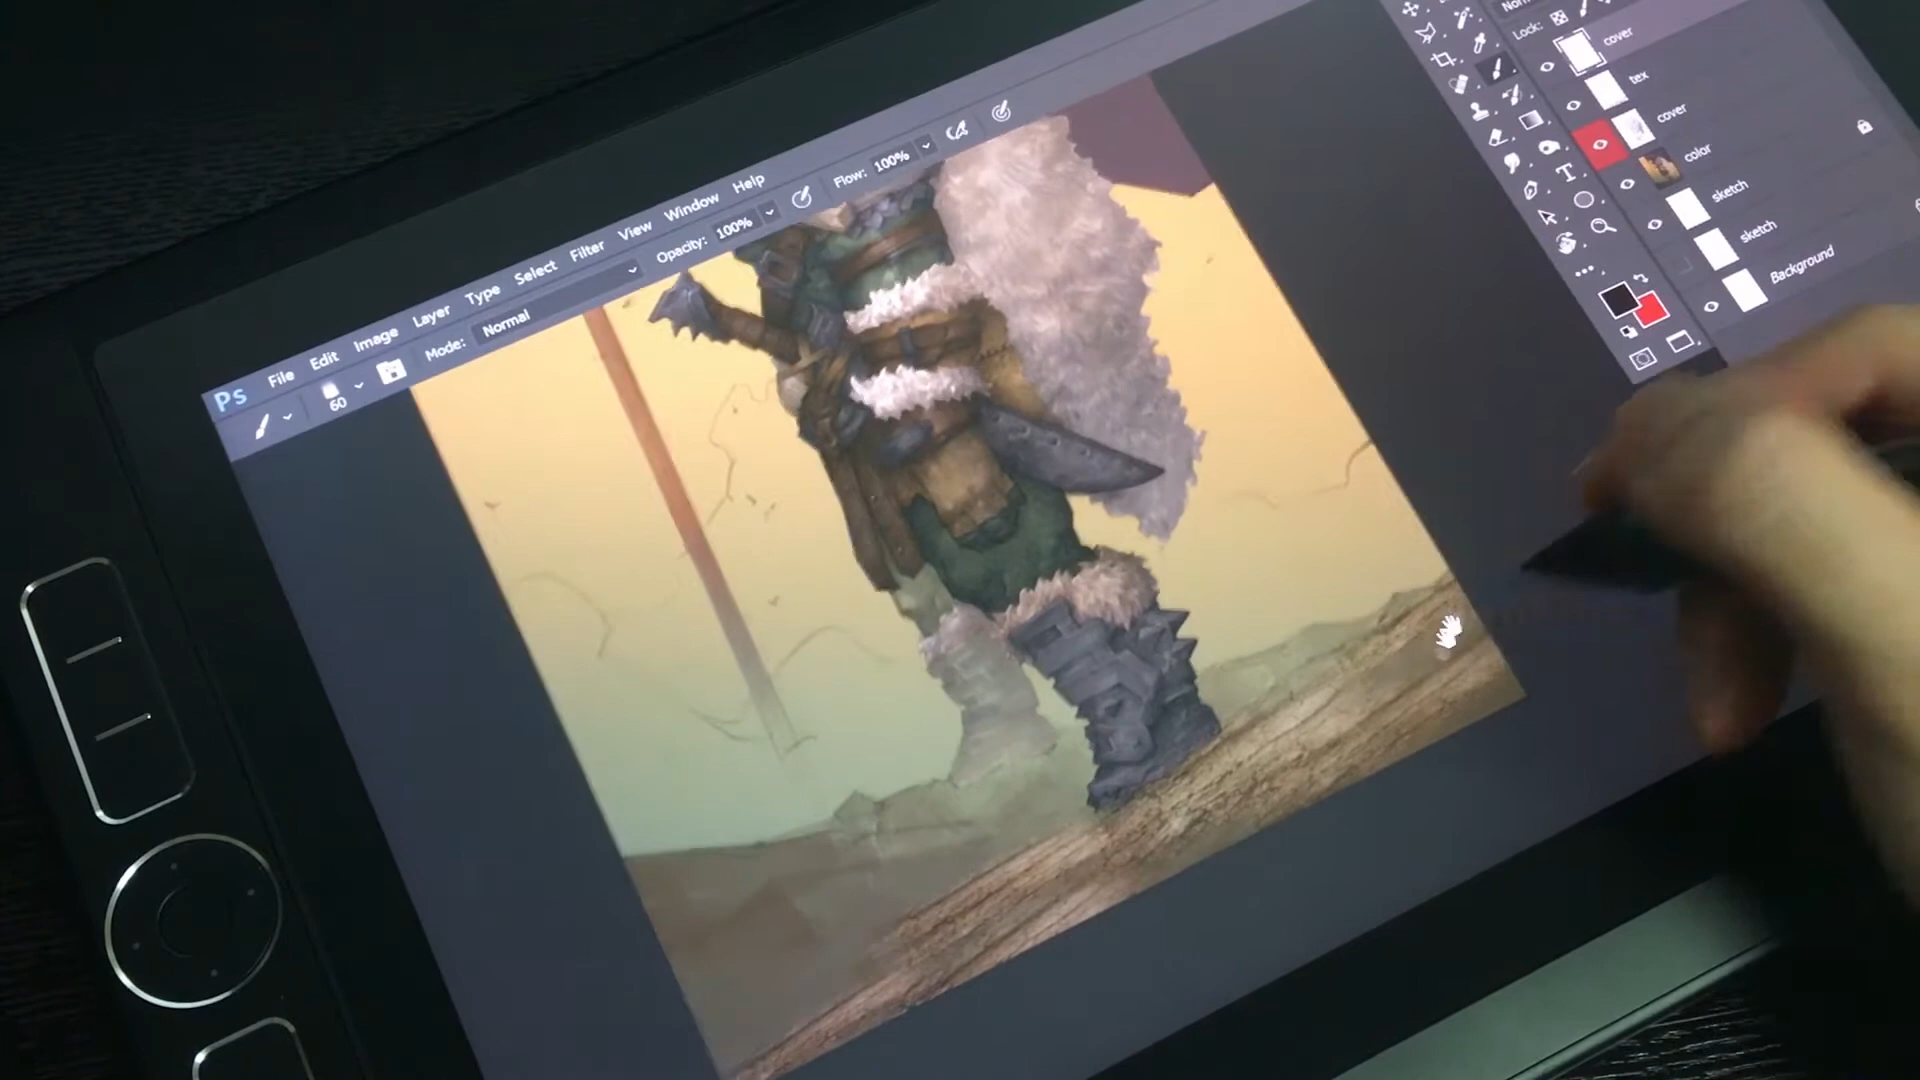 Ps File Edit Image Layer Type Select Filter View Window Help
60 Mode: Normal Opacity: 100% Flow: 100%
Lock:
cover
tex
cover
color
sketch
sketch
Background